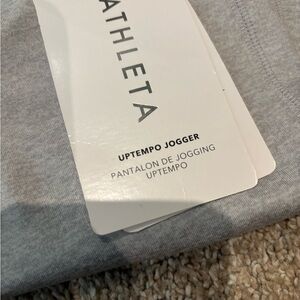 ATHLETA
UPTEMPO JOGGER
PANTALON DE JOGGING
UPTEMPO